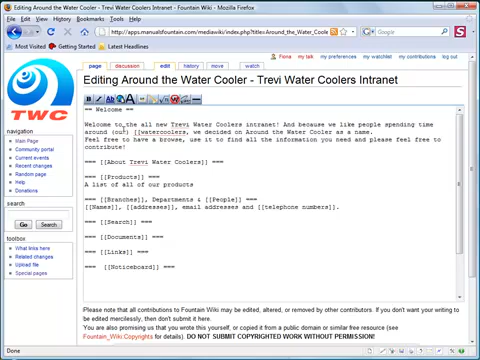 Editing Around the Water Cooler - Trevi Water Coolers Intranet - Fountain Wiki - Mozilla Firefox
File Edit View History Bookmarks Tools Help
http://apps.manualsfountain.com/mediawiki/index.php?title=Around_the_Water_Coole
Google
Most Visited Getting Started Latest Headlines
Fiona my talk my preferences my watchlist my contributions log out
page discussion edit history move watch
Editing Around the Water Cooler - Trevi Water Coolers Intranet
TWC
navigation
Main Page
Community portal
Current events
Recent changes
Random page
Help
Donations
search
Go Search
toolbox
What links here
Related changes
Upload file
Special pages
== Welcome ==
Welcome to the all new Trevi Water Coolers intranet! And because we like people spending time
around (our) [[watercoolers, we decided on Around the Water Cooler as a name.
Feel free to have a browse, use it to find all the information you need and please feel free to
contribute!
=== [[About Trevi Water Coolers]] ===
=== [[Products]] ===
A list of all of our products
=== [[Branches]], Departments & [[People]] ===
[[Names]], [[addresses]], email addresses and [[telephone numbers]].
=== [[Search]] ===
=== [[Documents]] ===
=== [[Links]] ===
=== [[Noticeboard]] ===
Please note that all contributions to Fountain Wiki may be edited, altered, or removed by other contributors. If you don't want your writing to
be edited mercilessly, then don't submit it here.
You are also promising us that you wrote this yourself, or copied it from a public domain or similar free resource (see
Fountain_Wiki:Copyrights for details). DO NOT SUBMIT COPYRIGHTED WORK WITHOUT PERMISSION!
Done